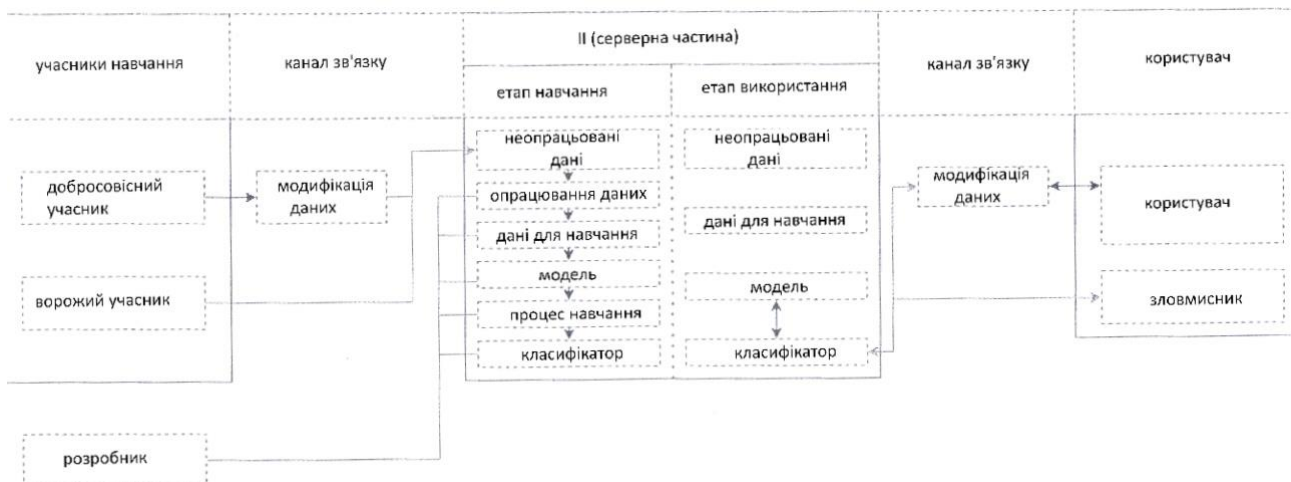 ІІ (серверна частина)
учасники навчання
канал зв'язку
канал зв'язку
користувач
етап навчання
етап використання
неопрацьовані
дані
неопрацьовані
дані
добросовісний
учасник
модифікація
даних
опрацювання даних
модифікація
даних
користувач
дані для навчання
дані для навчання
модель
модель
ворожий учасник
зловмисник
процес навчання
класифікатор
класифікатор
розробник